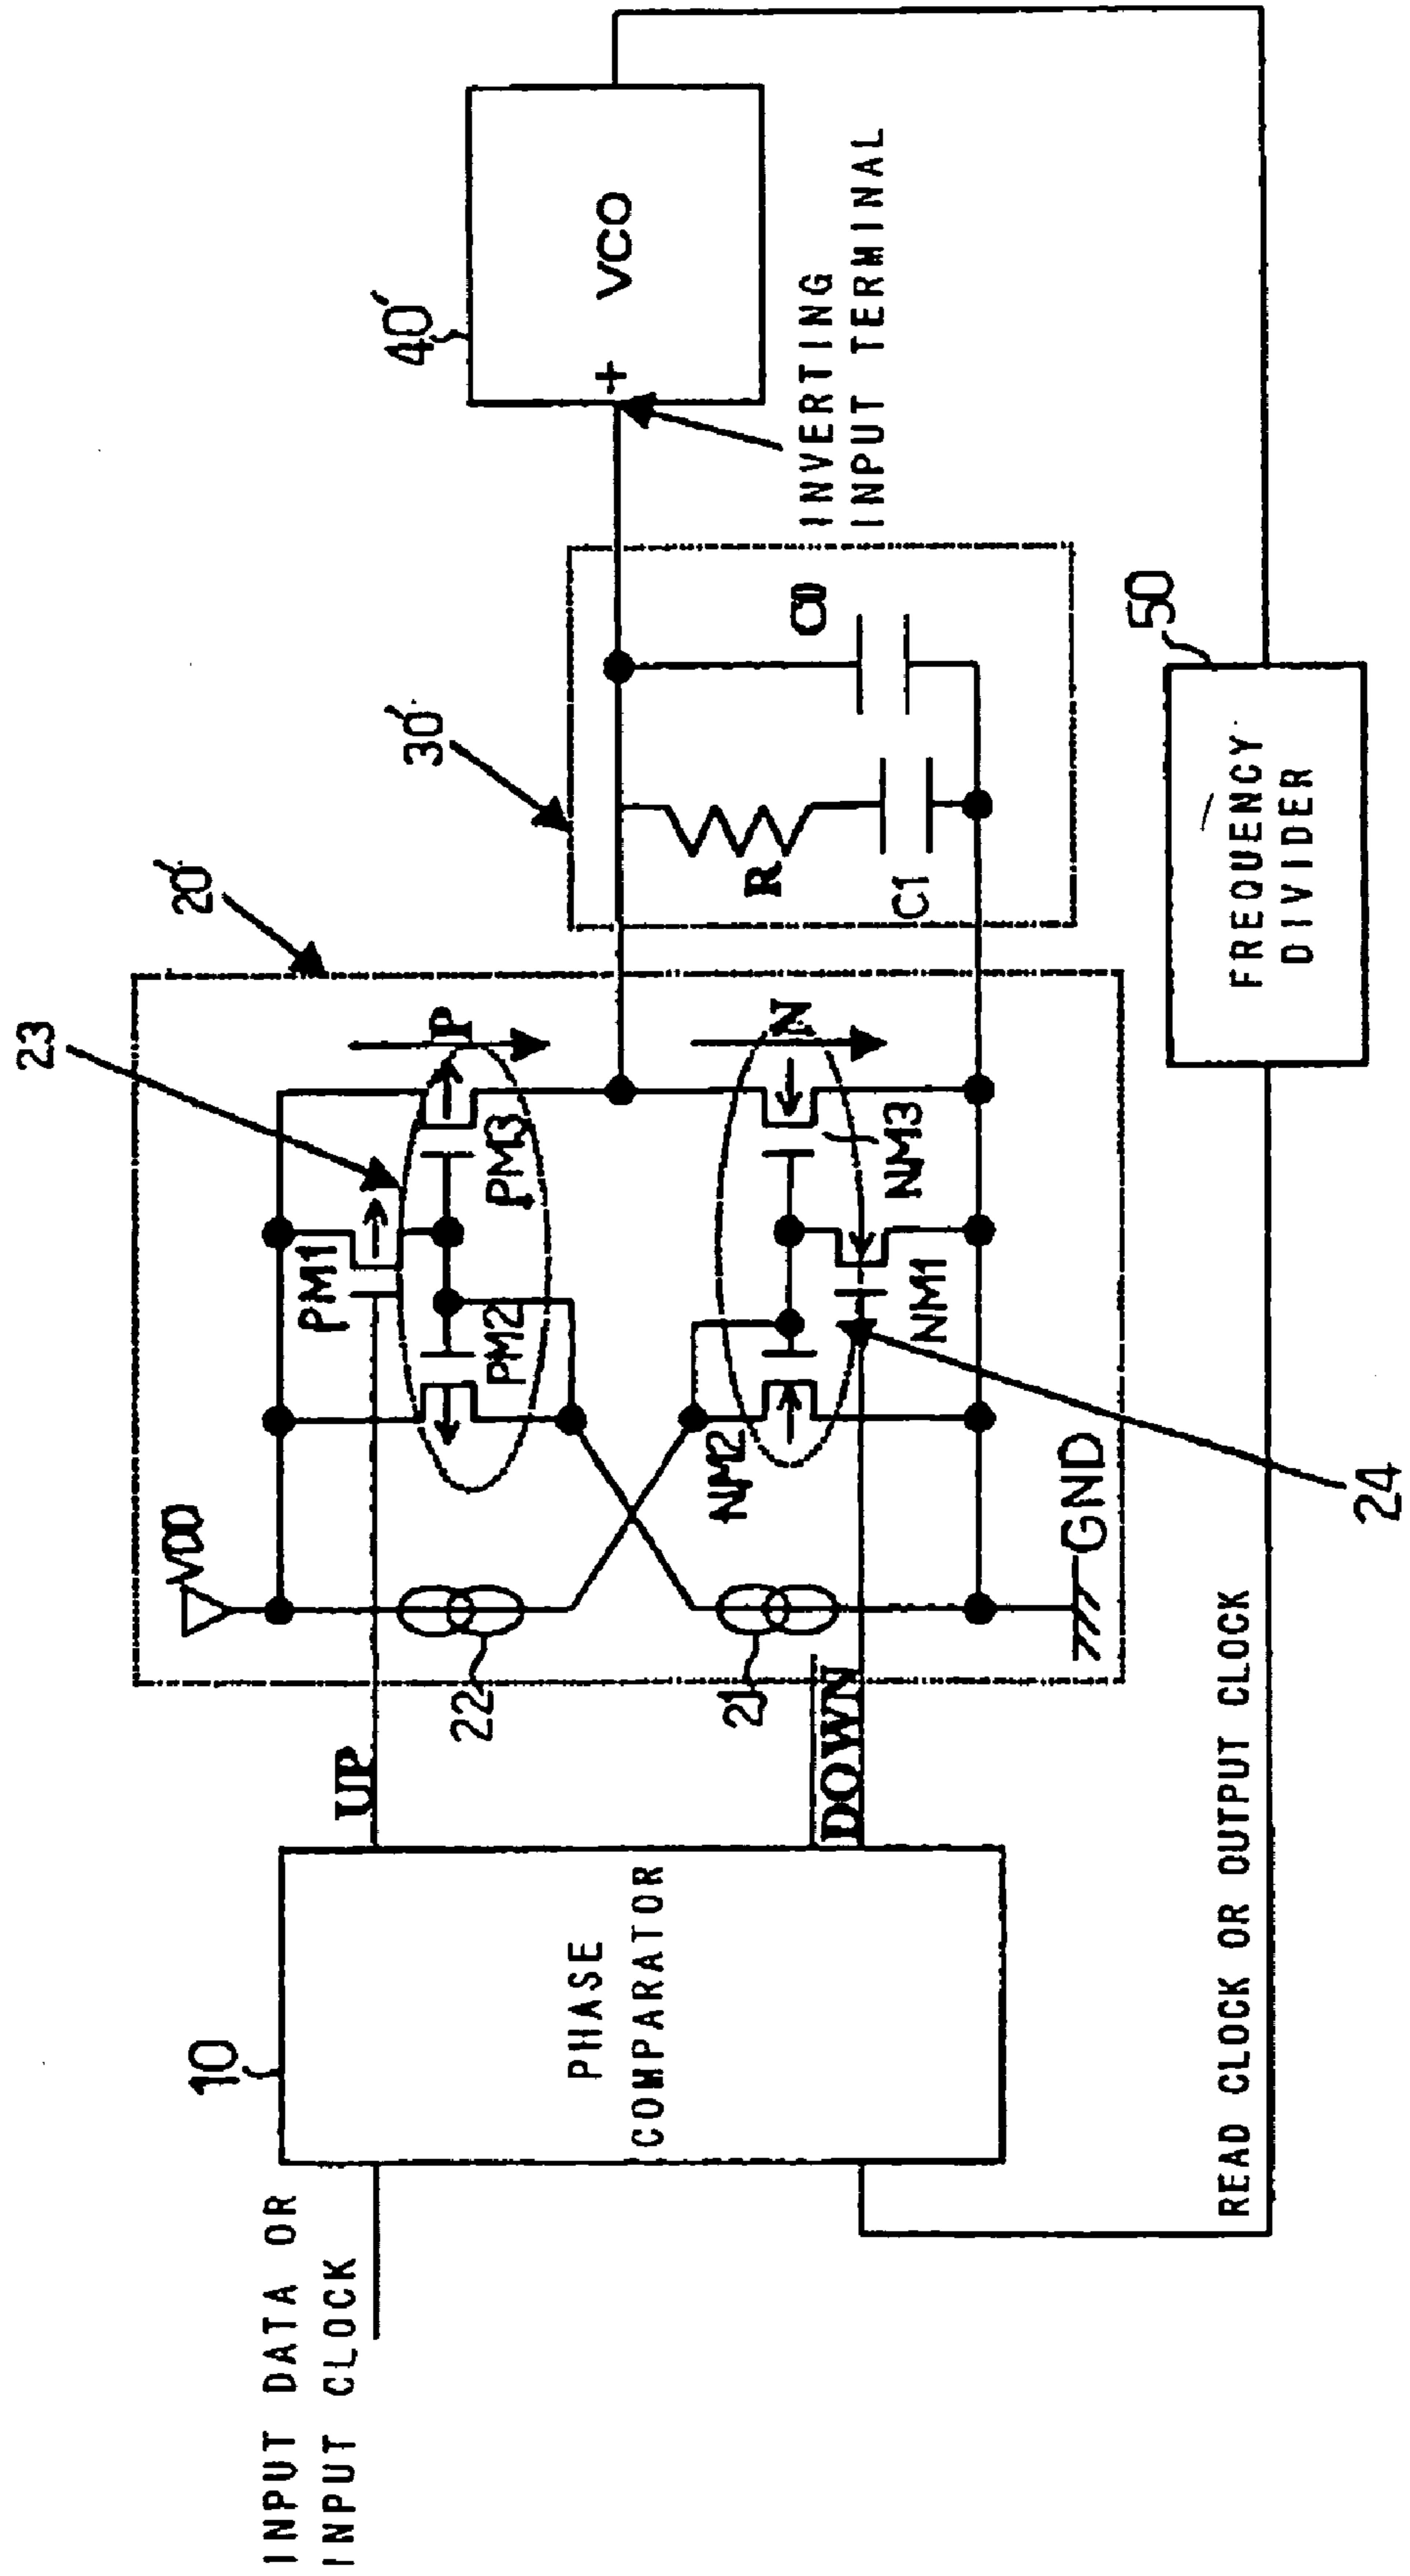 INPUT DATA OR
INPUT CLOCK
10
PHASE
COMPARATOR
UP
DOWN
READ CLOCK OR OUTPUT CLOCK
20'
VDD
22
21
GND
PM1
PM2
PM3
P
23
NM2
NM1
NM3
N
24
30'
R
C1
C0
40'
+
VCO
INVERTING
INPUT TERMINAL
50
FREQUENCY
DIVIDER